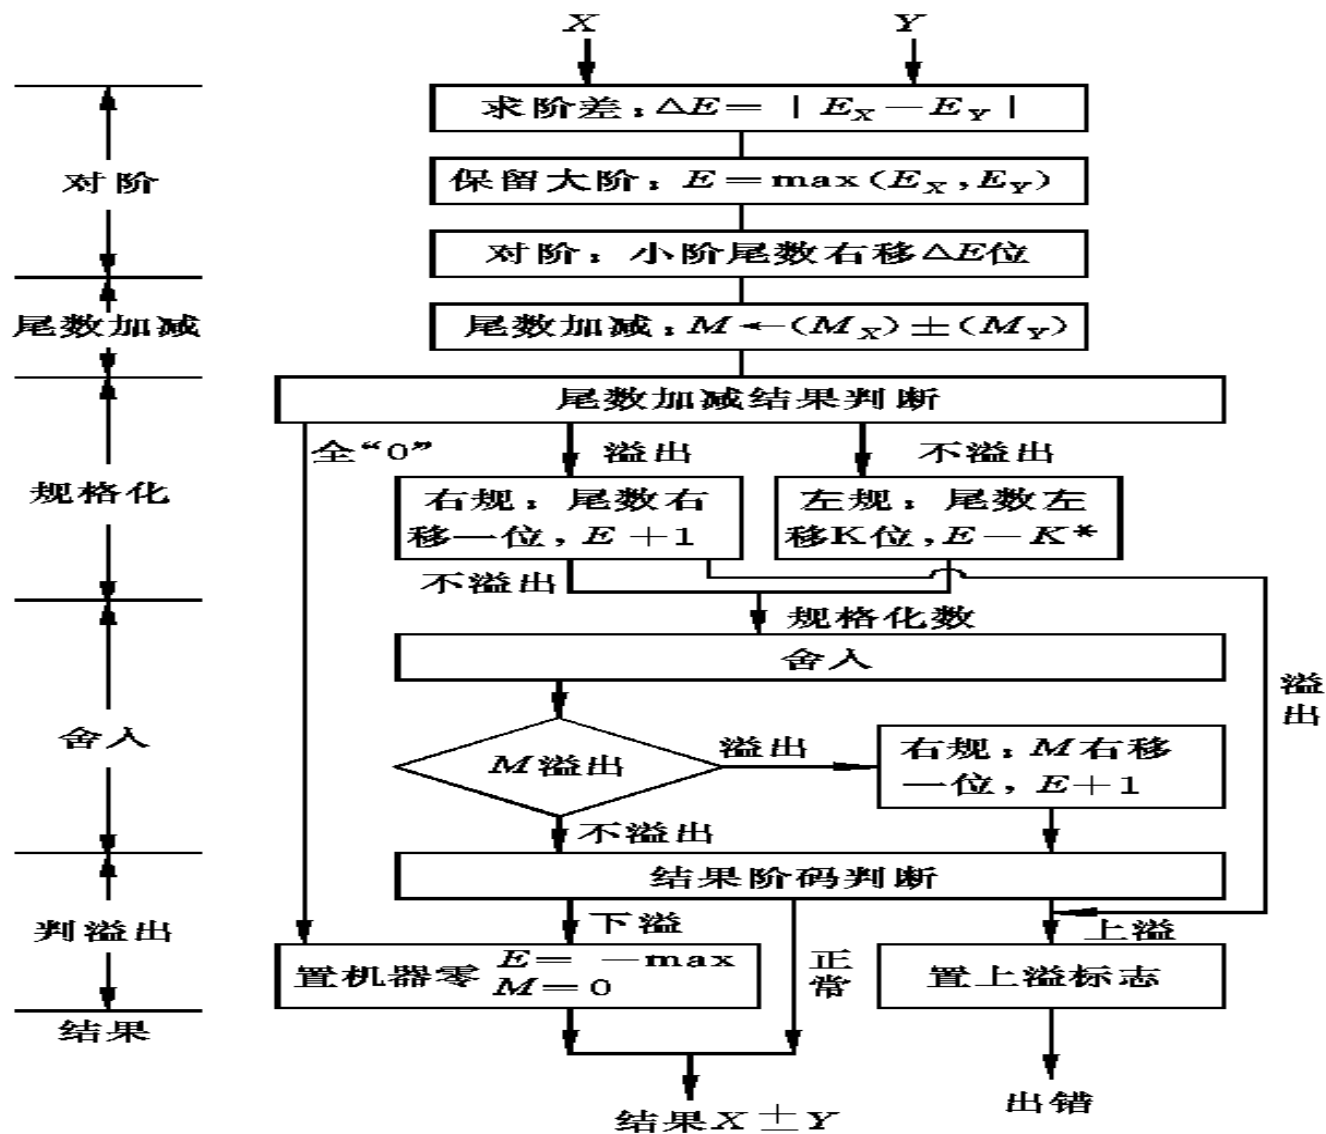 X Y
求阶差：△E＝｜E_X－E_Y｜
保留大阶：E＝max(E_X,E_Y)
对阶
对阶：小阶尾数右移△E位
尾数加减
尾数加减：M←(M_X)±(M_Y)
尾数加减结果判断
全“0”
溢出
不溢出
规格化
右规：尾数右
移一位，E＋1
左规：尾数左
移K位，E－K*
不溢出
规格化数
舍入
溢出
舍入
M溢出
溢出
右规：M右移
一位，E＋1
不溢出
结果阶码判断
判溢出
下溢
正常
上溢
置机器零 E＝－max
M＝0
置上溢标志
结果
结果X±Y
出错